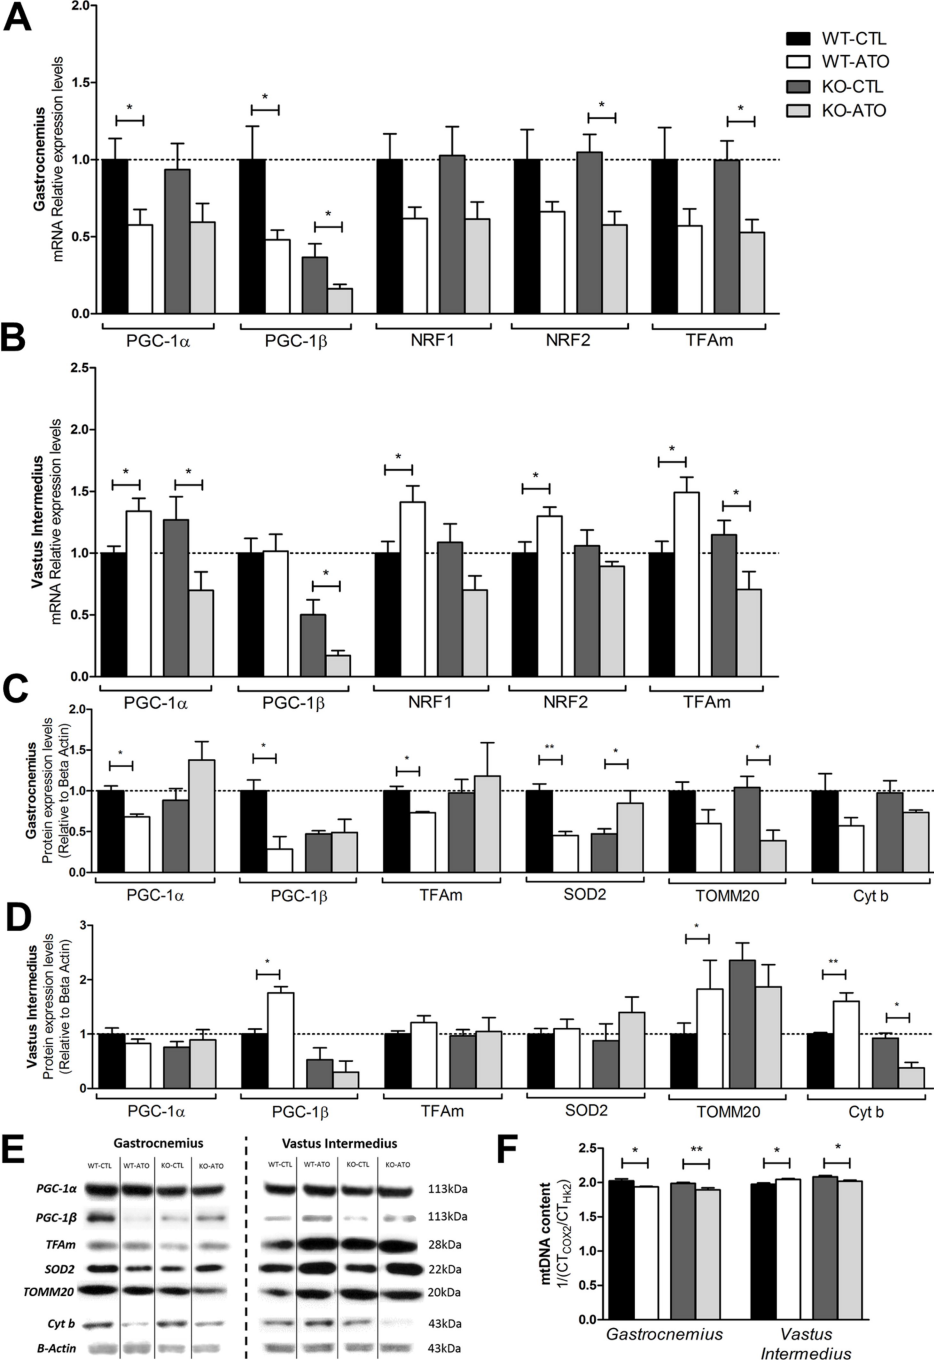 A
Gastrocnemius
mRNA Relative expression levels
2.0
1.5
1.0
0.5
0.0
*
*
*
*
*
PGC-1α PGC-1β NRF1 NRF2 TFAm
WT-CTL
WT-ATO
KO-CTL
KO-ATO
B
Vastus Intermedius
mRNA Relative expression levels
2.5
2.0
1.5
1.0
0.5
0.0
*
*
*
*
*
*
*
PGC-1α PGC-1β NRF1 NRF2 TFAm
C
Gastrocnemius
Protein expression levels
(Relative to Beta Actin)
2.0
1.5
1.0
0.5
0.0
*
*
*
**
*
*
PGC-1α PGC-1β TFAm SOD2 TOMM20 Cyt b
D
Vastus Intermedius
Protein expression levels
(Relative to Beta Actin)
3
2
1
0
*
*
**
*
PGC-1α PGC-1β TFAm SOD2 TOMM20 Cyt b
E
Gastrocnemius Vastus Intermedius
WT-CTL WT-ATO KO-CTL KO-ATO WT-CTL WT-ATO KO-CTL KO-ATO
PGC-1α 113kDa
PGC-1β 113kDa
TFAm 28kDa
SOD2 22kDa
TOMM20 20kDa
Cyt b 43kDa
B-Actin 43kDa
F
mtDNA content
1/(CT_COX2/CT_Hk2)
2.5
2.0
1.5
1.0
0.5
0.0
*
**
*
*
Gastrocnemius Vastus
Intermedius